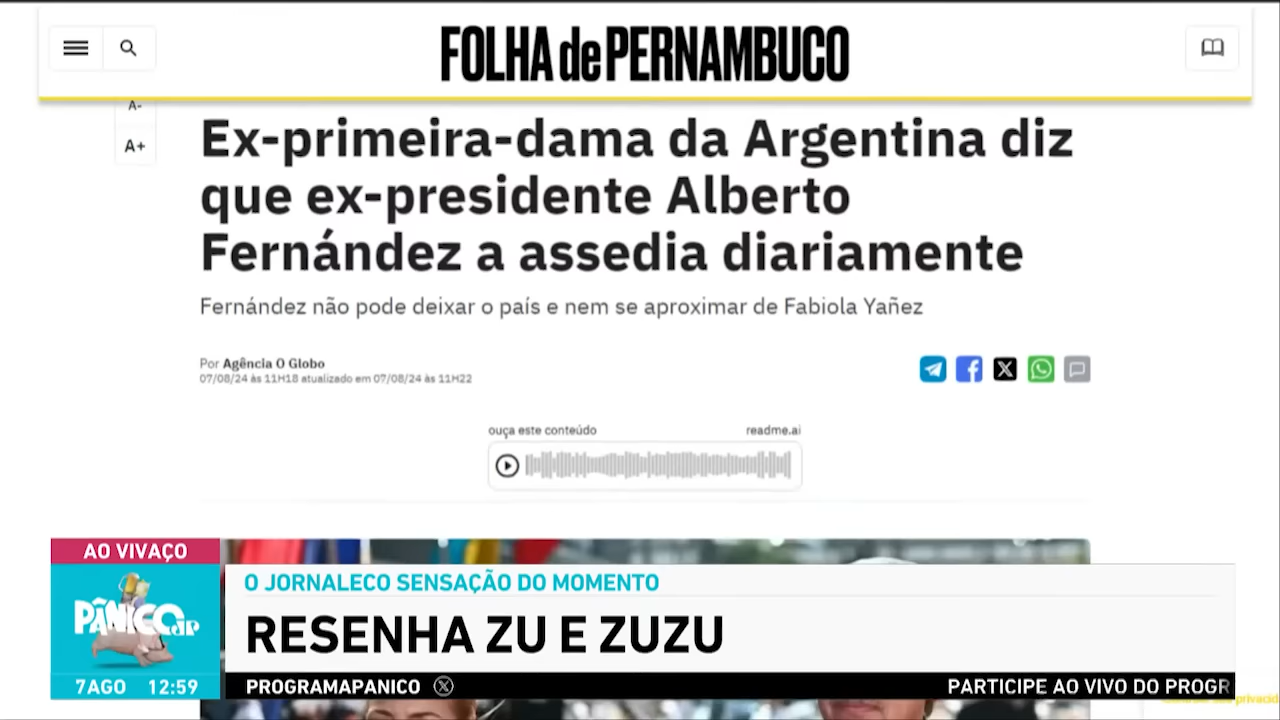 FOLHA de PERNAMBUCO
A-
A+
Ex-primeira-dama da Argentina diz
que ex-presidente Alberto
Fernández a assedia diariamente
Fernández não pode deixar o país e nem se aproximar de Fabiola Yañez
Por Agência O Globo
07/08/24 às 11H18 atualizado em 07/08/24 às 11H22
ouça este conteúdo readme.ai
AO VIVAÇO
O JORNALECO SENSAÇÃO DO MOMENTO
PÂNICO JP
RESENHA ZU E ZUZU
7AGO 12:59
PROGRAMAPANICO
PARTICIPE AO VIVO DO PROGR